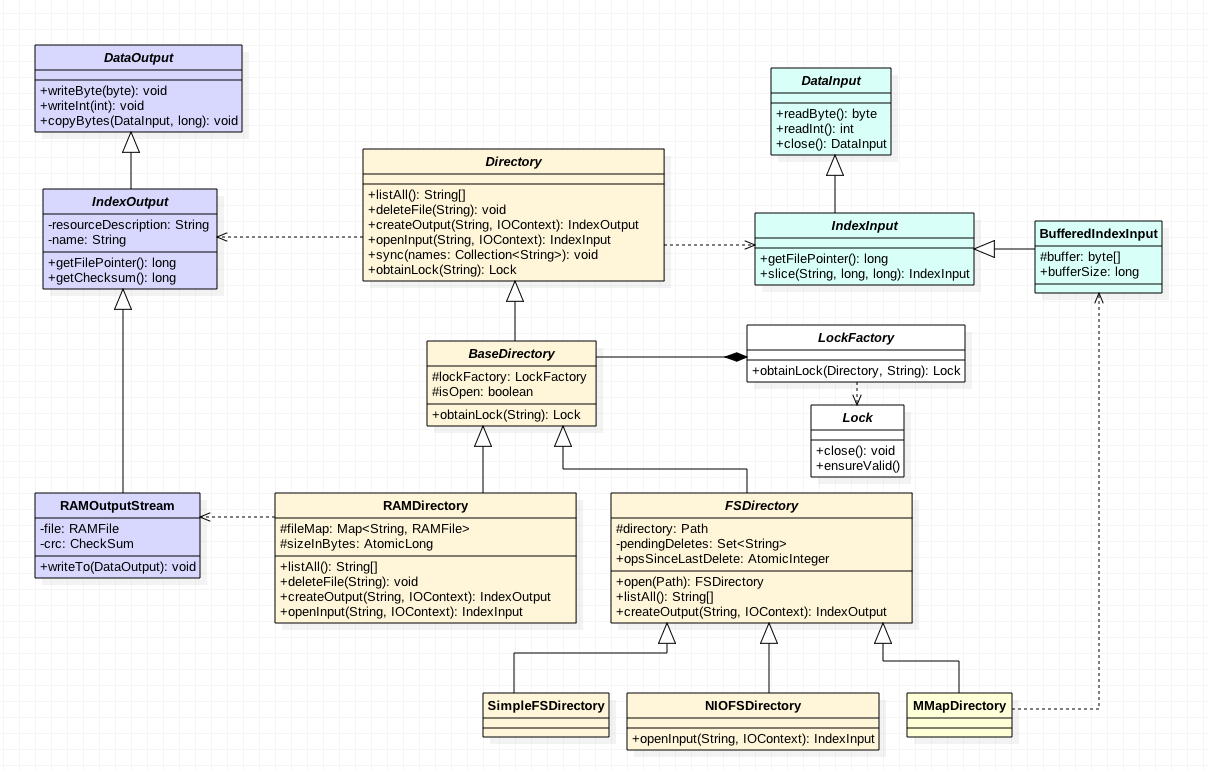 DataOutput
+writeByte(byte): void
+writeInt(int): void
+copyBytes(DataInput, long): void
DataInput
+readByte(): byte
+readInt(): int
+close(): DataInput
Directory
+listAll(): String[]
+deleteFile(String): void
+createOutput(String, IOContext): IndexOutput
+openInput(String, IOContext): IndexInput
+sync(names: Collection<String>): void
+obtainLock(String): Lock
IndexOutput
-resourceDescription: String
-name: String
+getFilePointer(): long
+getChecksum(): long
IndexInput
+getFilePointer(): long
+slice(String, long, long): IndexInput
BufferedIndexInput
#buffer: byte[]
+bufferSize: long
BaseDirectory
#lockFactory: LockFactory
#isOpen: boolean
+obtainLock(String): Lock
LockFactory
+obtainLock(Directory, String): Lock
Lock
+close(): void
+ensureValid()
RAMOutputStream
-file: RAMFile
-crc: CheckSum
+writeTo(DataOutput): void
RAMDirectory
#fileMap: Map<String, RAMFile>
#sizeInBytes: AtomicLong
+listAll(): String[]
+deleteFile(String): void
+createOutput(String, IOContext): IndexOutput
+openInput(String, IOContext): IndexInput
FSDirectory
#directory: Path
-pendingDeletes: Set<String>
+opsSinceLastDelete: AtomicInteger
+open(Path): FSDirectory
+listAll(): String[]
+createOutput(String, IOContext): IndexOutput
SimpleFSDirectory
NIOFSDirectory
+openInput(String, IOContext): IndexInput
MMapDirectory